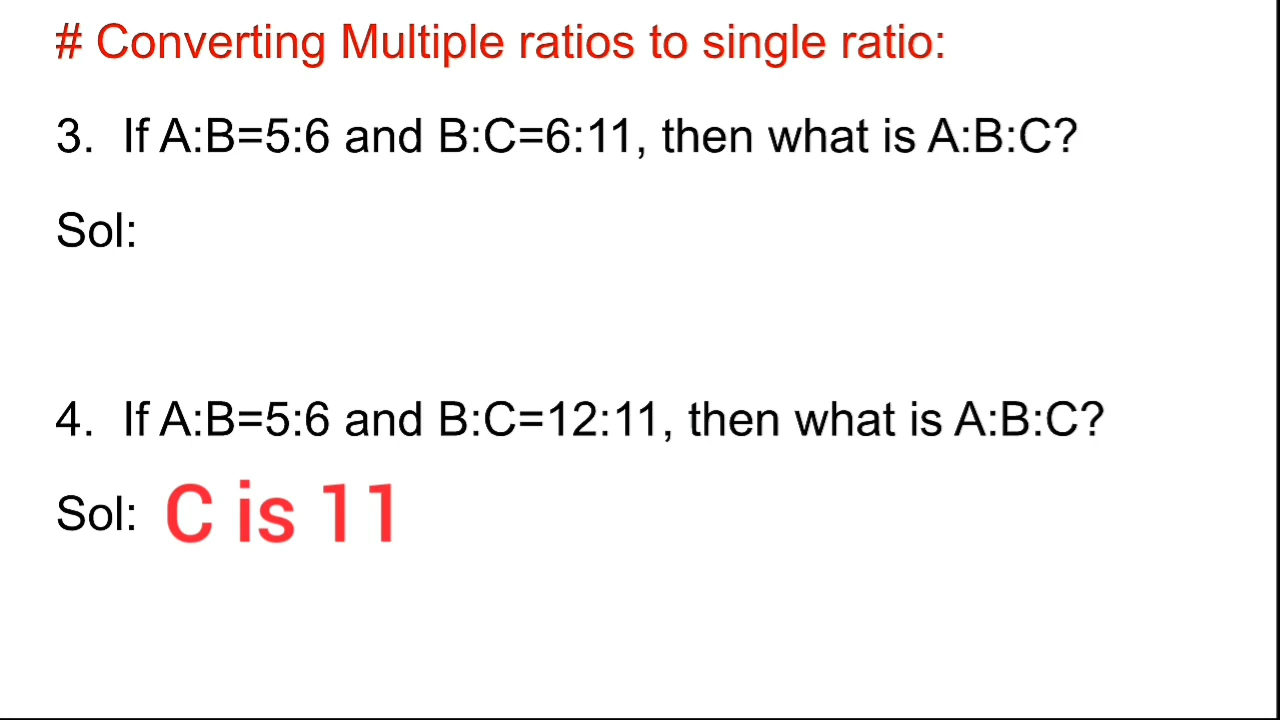 # Converting Multiple ratios to single ratio:
3. If A:B=5:6 and B:C=6:11, then what is A:B:C?
Sol:
4. If A:B=5:6 and B:C=12:11, then what is A:B:C?
Sol: C is 11